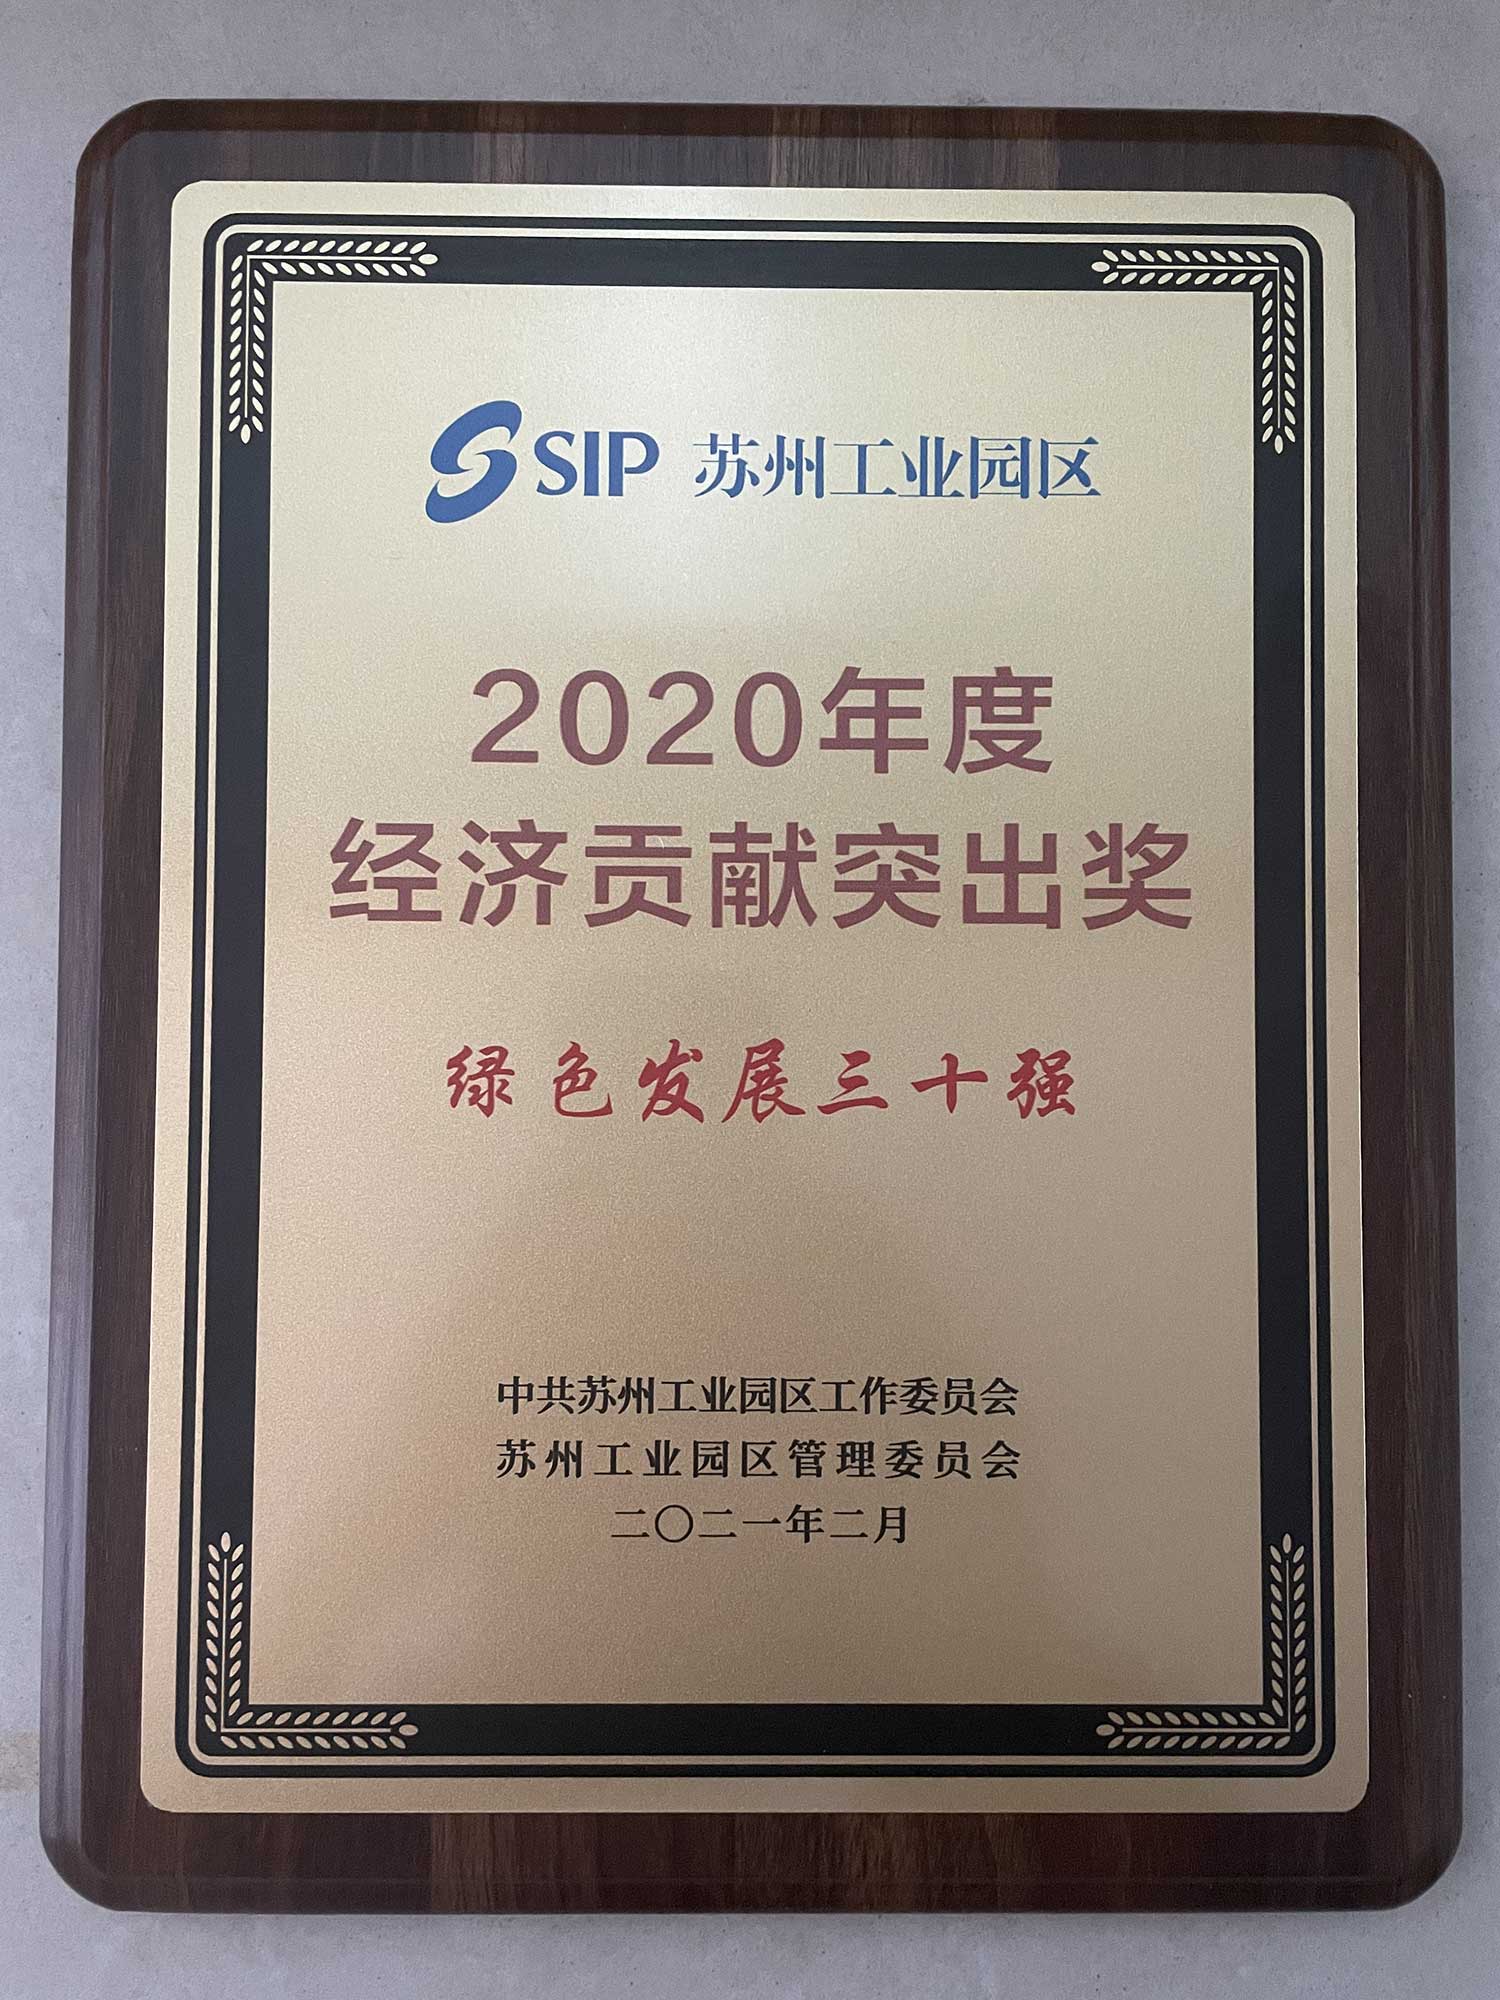 SIP 苏州工业园区
2020年度
经济贡献突出奖
绿色发展三十强
中共苏州工业园区工作委员会
苏州工业园区管理委员会
二〇二一年二月